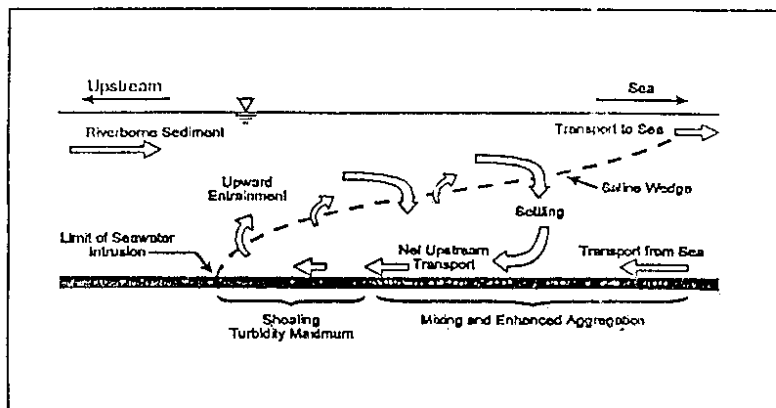 Upstream
Sea
Riverborne Sediment
Transport to Sea
Upward
Entrainment
Saline Wedge
Settling
Limit of Seawater
Intrusion
Net Upstream
Transport
Transport from Sea
Shoaling
Turbidity Maximum
Mixing and Enhanced Aggregation